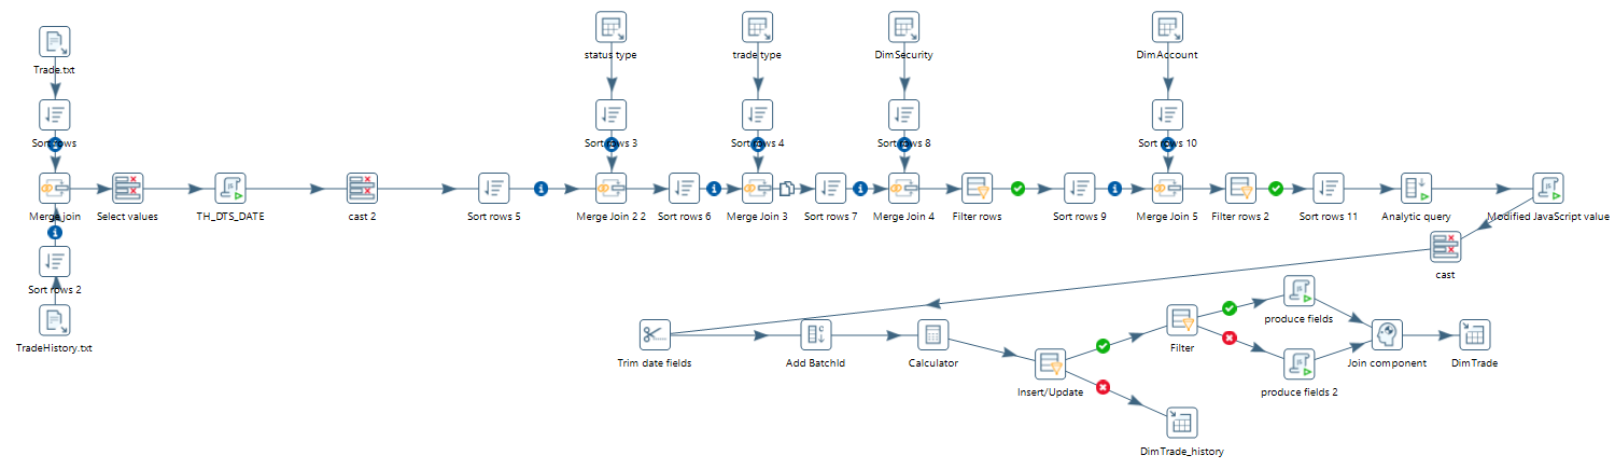 status type
trade type
DimSecurity
DimAccount
Trade.txt
Sort rows
Sort rows 3
Sort rows 4
Sort rows 8
Sort rows 10
Merge join
Select values
TH_DTS_DATE
cast 2
Sort rows 5
Merge Join 2 2
Sort rows 6
Merge Join 3
Sort rows 7
Merge Join 4
Filter rows
Sort rows 9
Merge Join 5
Filter rows 2
Sort rows 11
Analytic query
Modified JavaScript value
cast
Sort rows 2
TradeHistory.txt
produce fields
Trim date fields
Add BatchId
Calculator
Filter
Join component
DimTrade
Insert/Update
produce fields 2
DimTrade_history